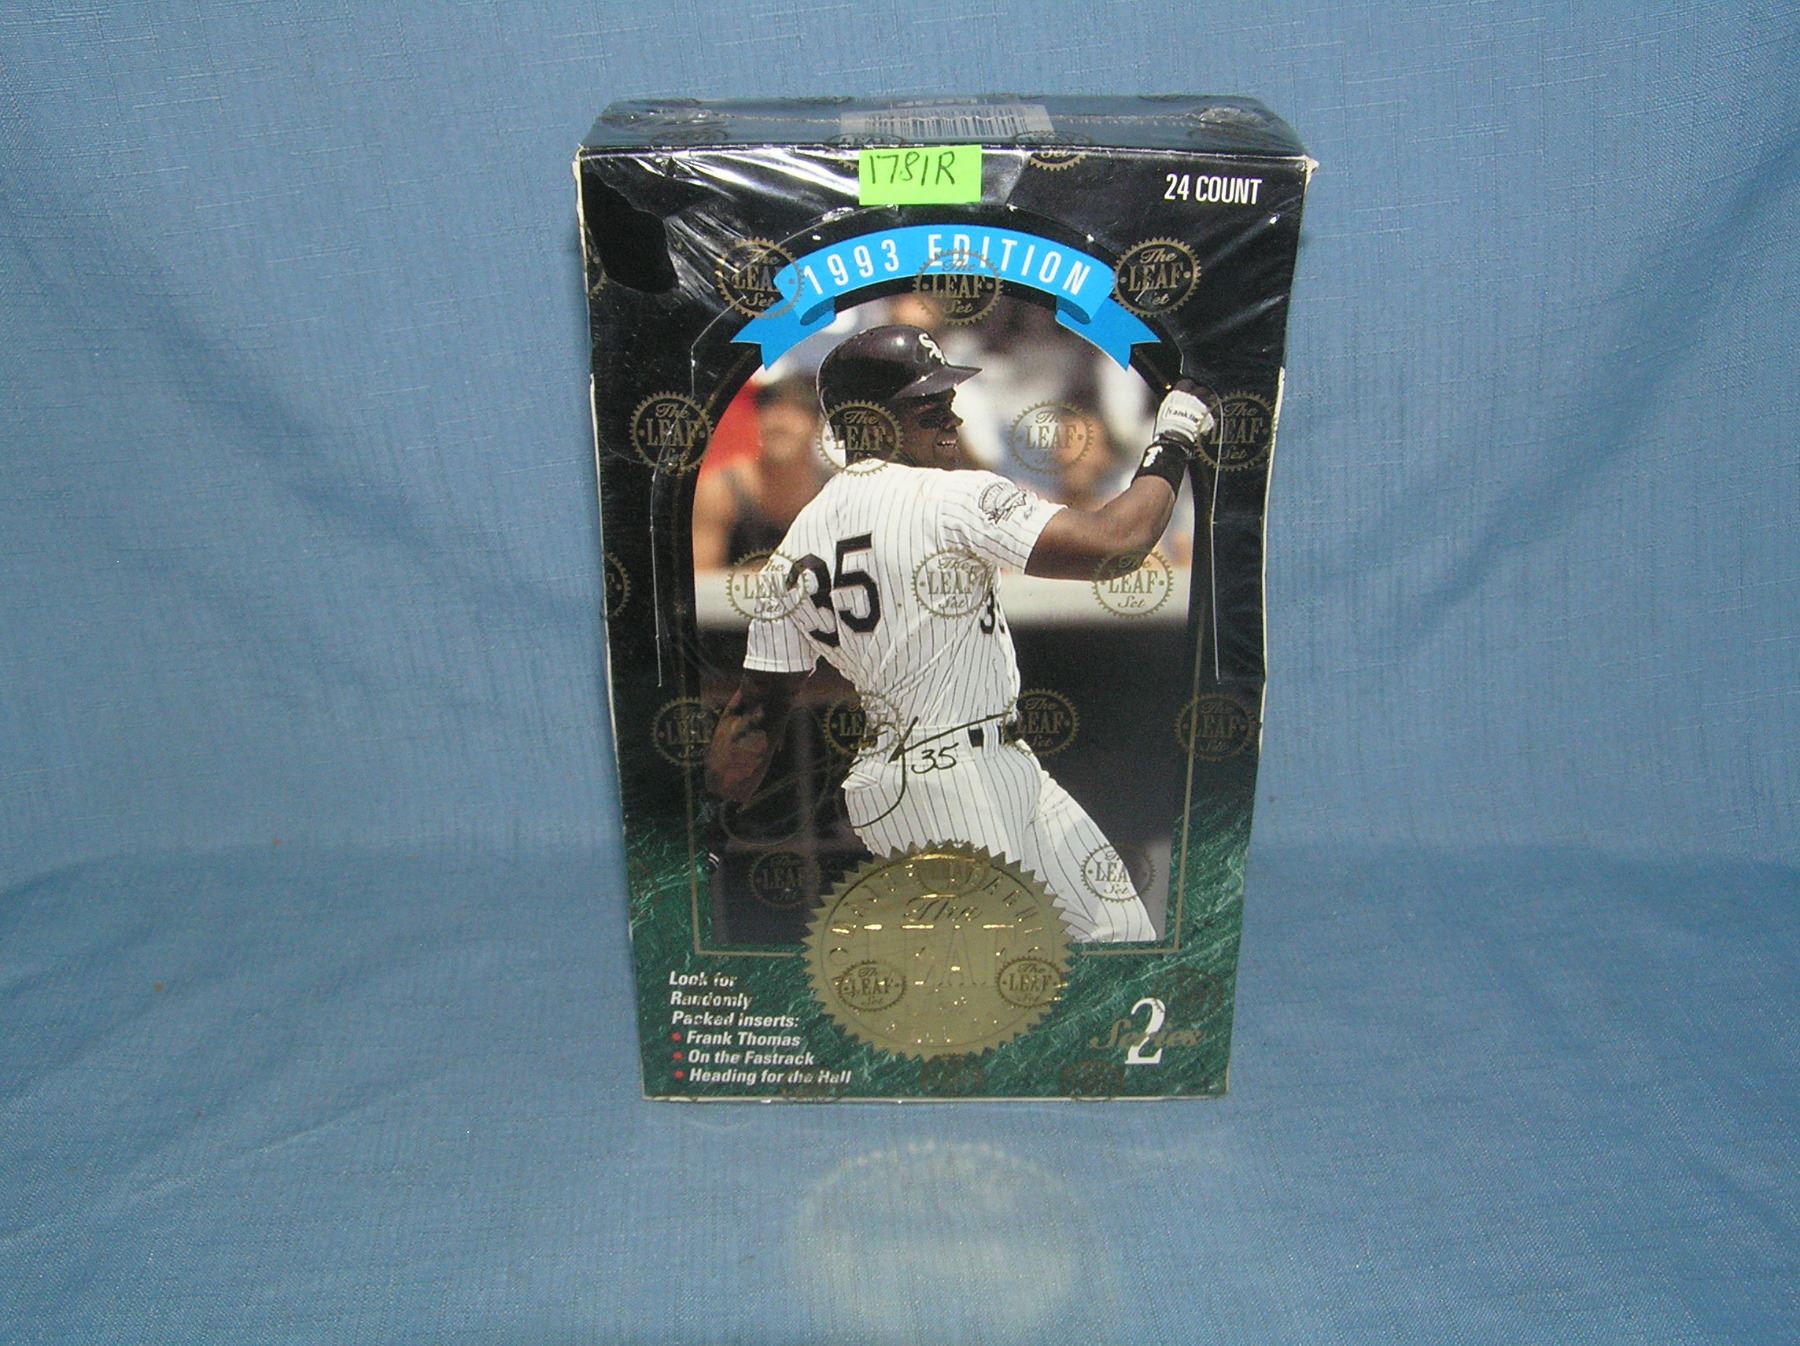 1781R
24 COUNT
1993 EDITION
The
LEAF
Set
35
35
Look for
Randomly
Packed Inserts:
• Frank Thomas
• On the Fastrack
• Heading for the Hall
Series
2